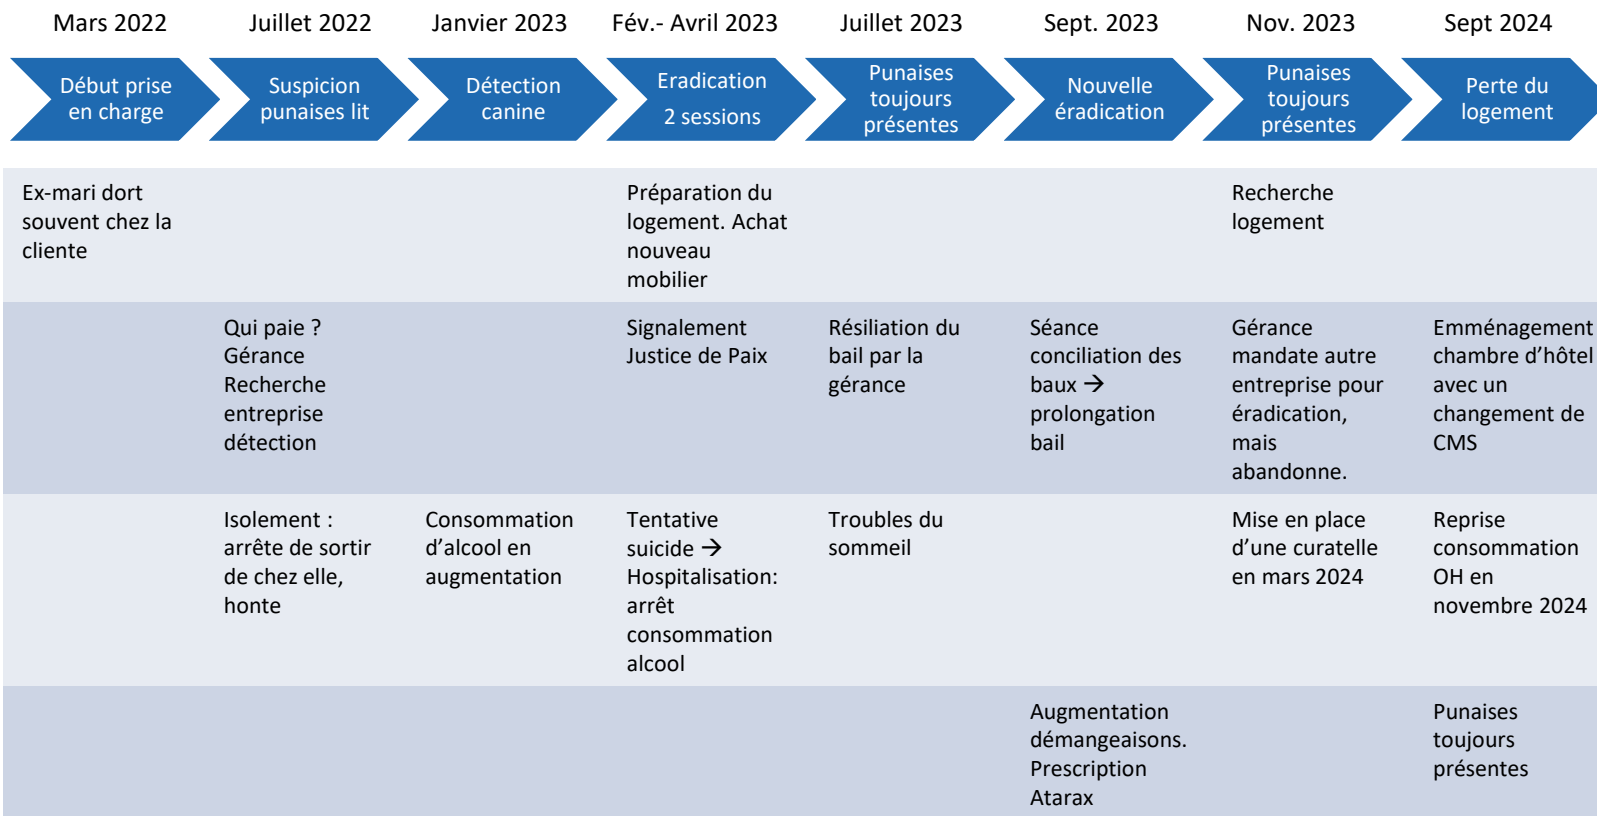 Mars 2022
Juillet 2022
Janvier 2023
Fév.- Avril 2023
Juillet 2023
Sept. 2023
Nov. 2023
Sept 2024
Début prise
en charge
Suspicion
punaises lit
Détection
canine
Eradication
2 sessions
Punaises
toujours
présentes
Nouvelle
éradication
Punaises
toujours
présentes
Perte du
logement
Ex-mari dort
souvent chez la
cliente
Préparation du
logement. Achat
nouveau
mobilier
Recherche
logement
Qui paie ?
Gérance
Recherche
entreprise
détection
Signalement
Justice de Paix
Résiliation du
bail par la
gérance
Séance
conciliation des
baux →
prolongation
bail
Gérance
mandate autre
entreprise pour
éradication,
mais
abandonne.
Emménagement
chambre d’hôtel
avec un
changement de
CMS
Isolement :
arrête de sortir
de chez elle,
honte
Consommation
d’alcool en
augmentation
Tentative
suicide →
Hospitalisation:
arrêt
consommation
alcool
Troubles du
sommeil
Mise en place
d’une curatelle
en mars 2024
Reprise
consommation
OH en
novembre 2024
Augmentation
démangeaisons.
Prescription
Atarax
Punaises
toujours
présentes